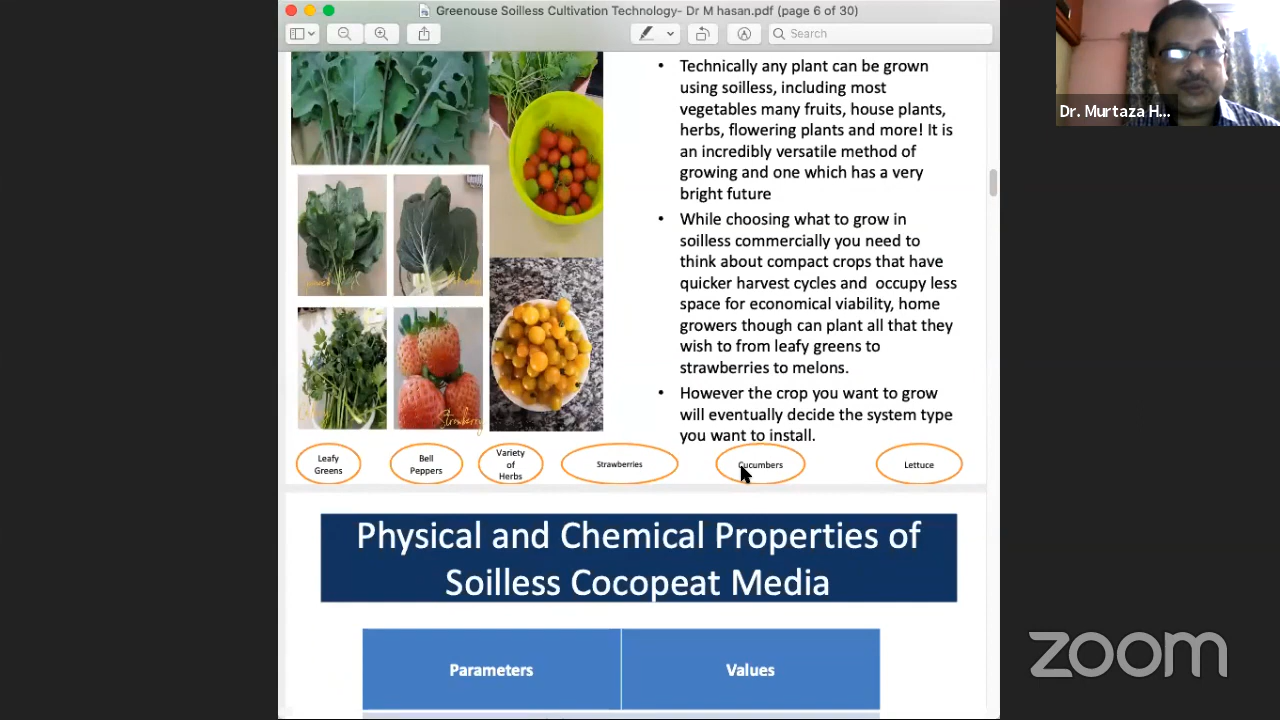 Greenouse Soilless Cultivation Technology- Dr M hasan.pdf (page 6 of 30)
Search
Dr. Murtaza H...
• Technically any plant can be grown
using soilless, including most
vegetables many fruits, house plants,
herbs, flowering plants and more! It is
an incredibly versatile method of
growing and one which has a very
bright future
• While choosing what to grow in
soilless commercially you need to
think about compact crops that have
quicker harvest cycles and occupy less
space for economical viability, home
growers though can plant all that they
wish to from leafy greens to
strawberries to melons.
• However the crop you want to grow
will eventually decide the system type
you want to install.
Strawberry
Leafy
Greens
Bell
Peppers
Variety
of
Herbs
Strawberries
Cucumbers
Lettuce
Physical and Chemical Properties of
Soilless Cocopeat Media
Parameters
Values
zoom